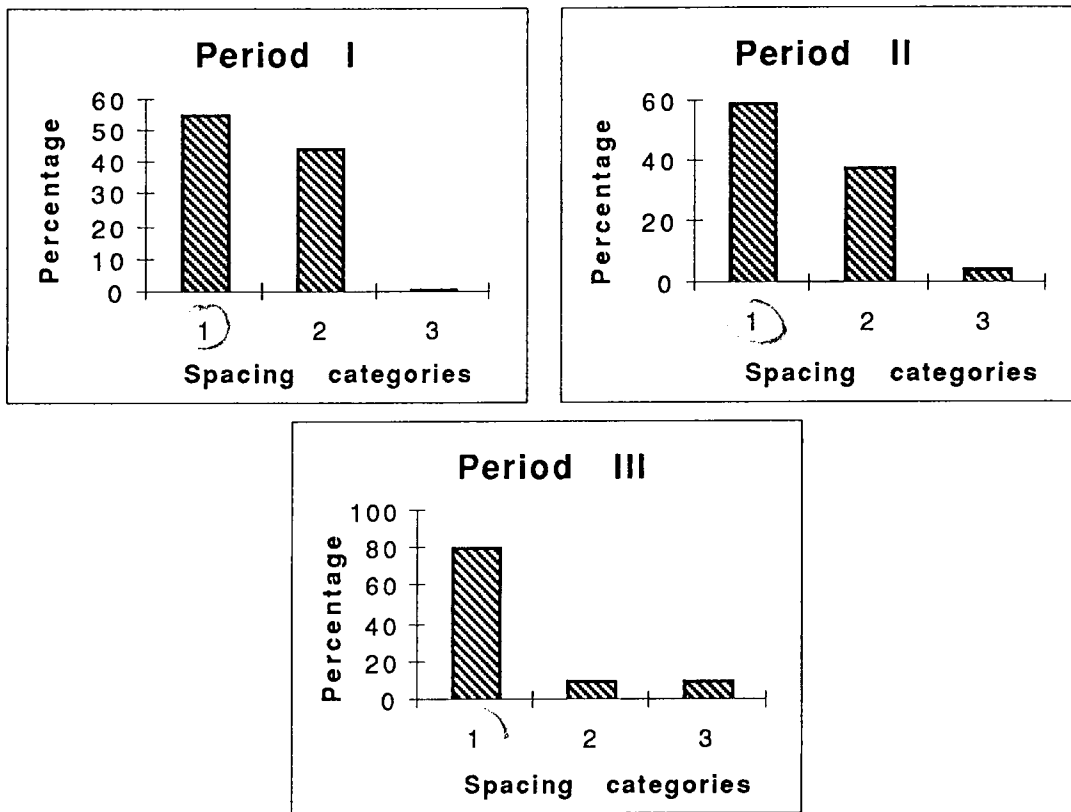 Period I
Percentage
60
50
40
30
20
10
0
1 2 3
Spacing categories
Period II
Percentage
60
40
20
0
1 2 3
Spacing categories
Period III
Percentage
100
80
60
40
20
0
1 2 3
Spacing categories